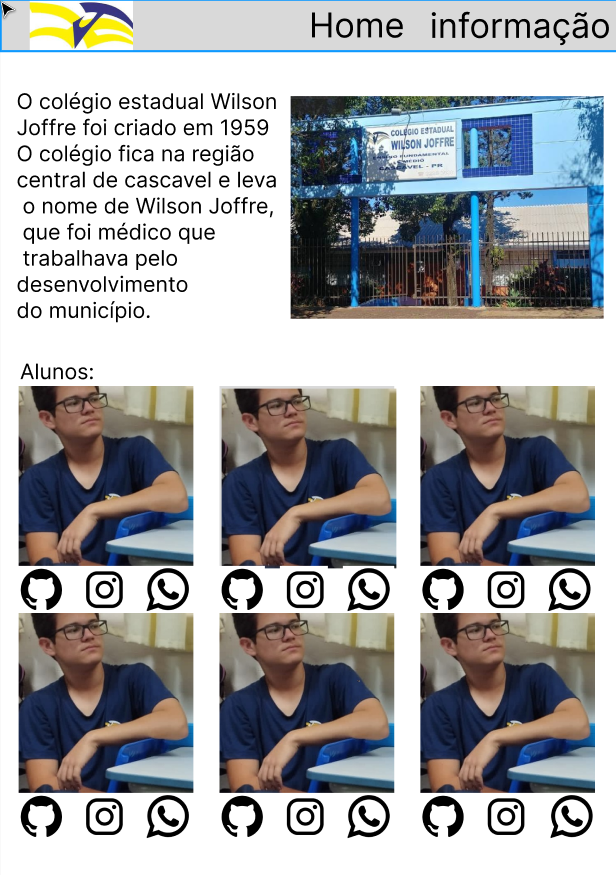 Home informação
O colégio estadual Wilson
Joffre foi criado em 1959
O colégio fica na região
central de cascavel e leva
o nome de Wilson Joffre,
que foi médico que
trabalhava pelo
desenvolvimento
do município.
COLÉGIO ESTADUAL
WILSON JOFFRE
ENSINO FUNDAMENTAL
E MÉDIO
CASCAVEL - PR
Alunos: